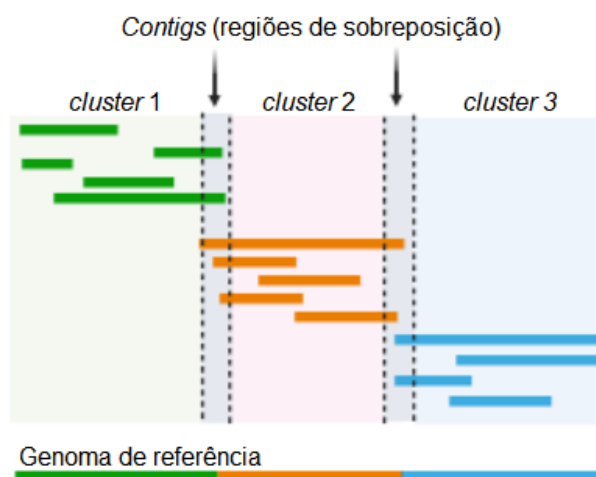 Contigs (regiões de sobreposição)
cluster 1
cluster 2
cluster 3
Genoma de referência